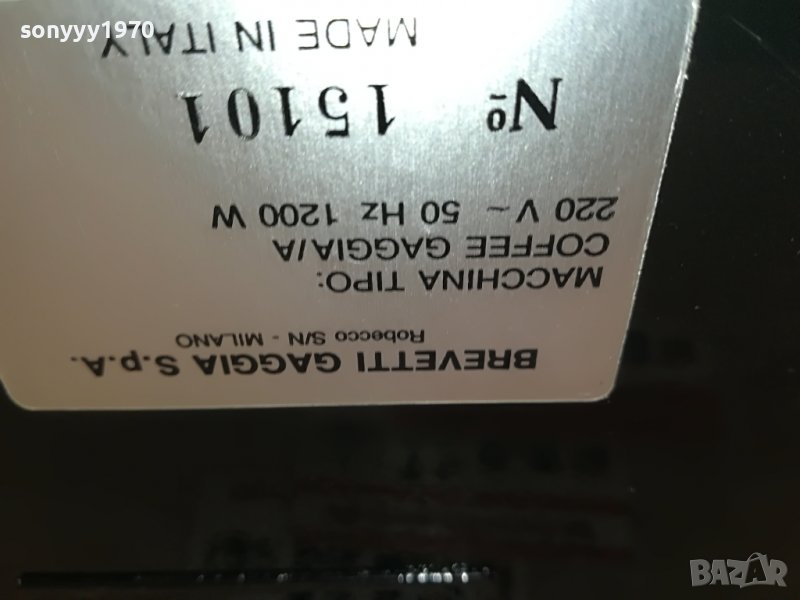 BREVETTI GAGGIA S.p.A.
Robecco S/N - MILANO
MACCHINA TIPO:
COFFEE GAGGIA/A
220 V ~ 50 Hz 1200 W
Nº 15101
MADE IN ITALY
sonyyy1970
BAZAR